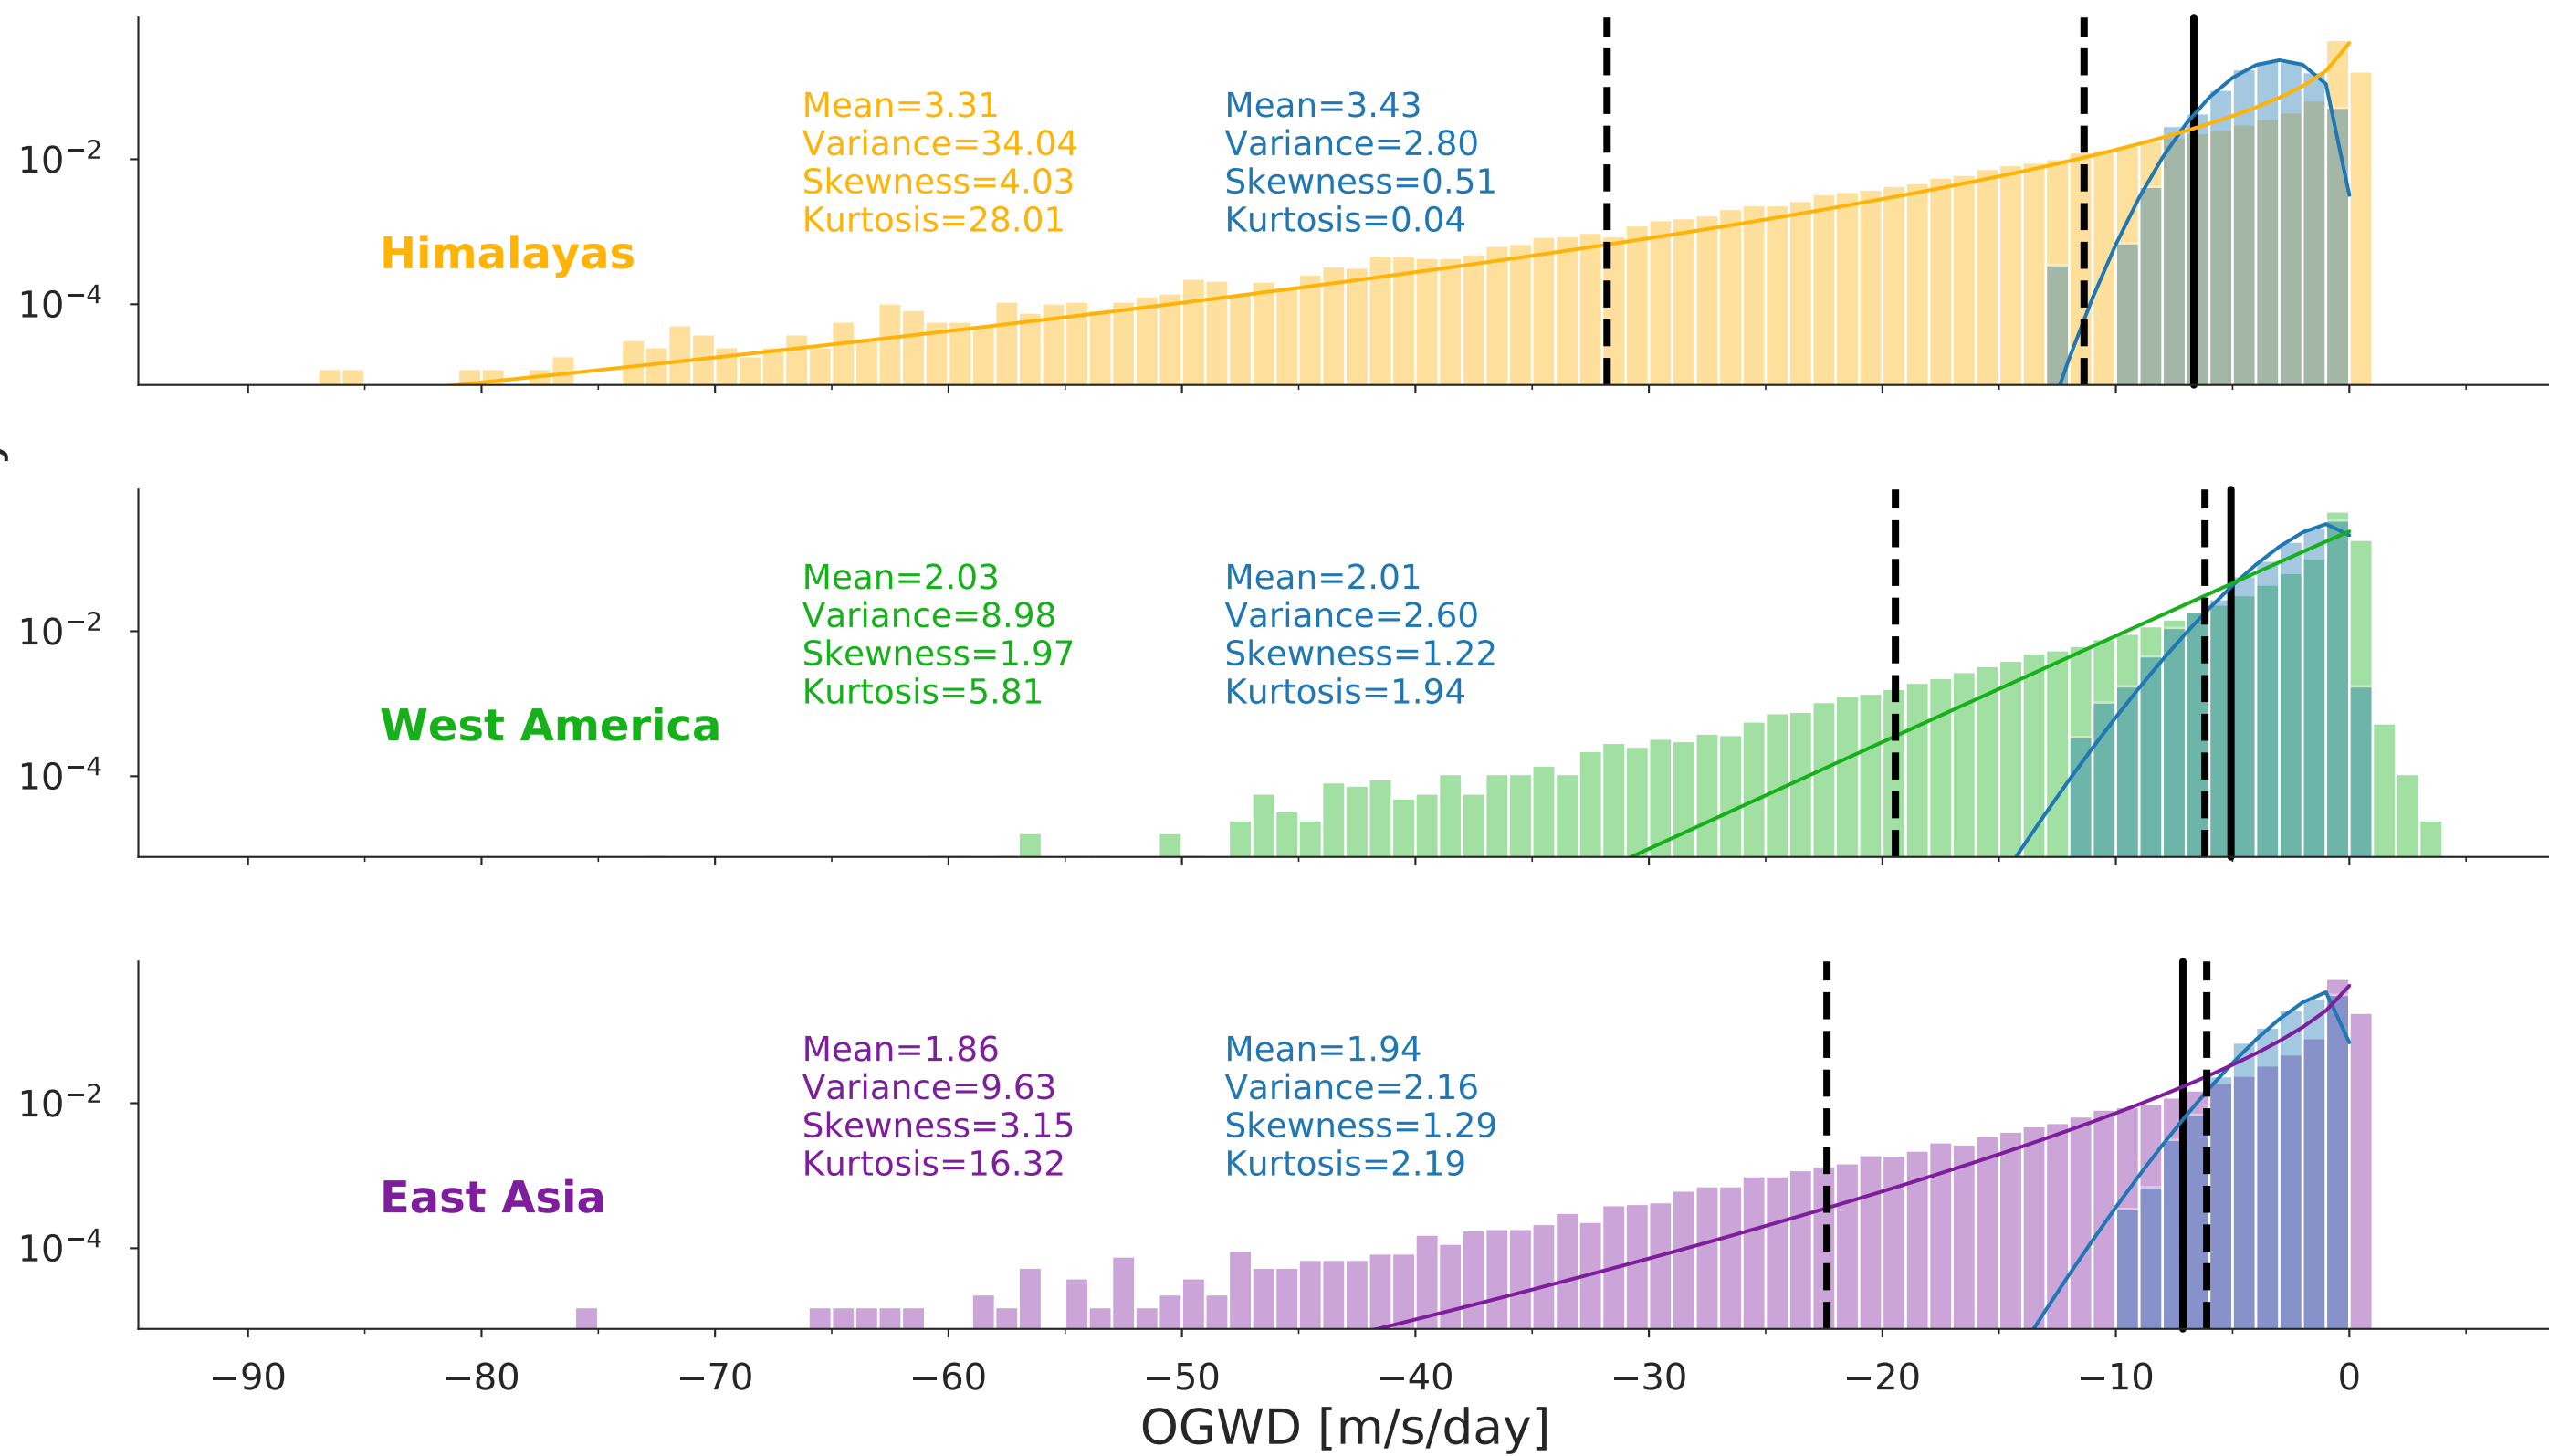 Mean=3.31
Variance=34.04
Skewness=4.03
Kurtosis=28.01
Mean=3.43
Variance=2.80
Skewness=0.51
Kurtosis=0.04
Himalayas
10−2
10−4
Mean=2.03
Variance=8.98
Skewness=1.97
Kurtosis=5.81
Mean=2.01
Variance=2.60
Skewness=1.22
Kurtosis=1.94
West America
10−2
10−4
Mean=1.86
Variance=9.63
Skewness=3.15
Kurtosis=16.32
Mean=1.94
Variance=2.16
Skewness=1.29
Kurtosis=2.19
East Asia
10−2
10−4
−90 −80 −70 −60 −50 −40 −30 −20 −10 0
OGWD [m/s/day]